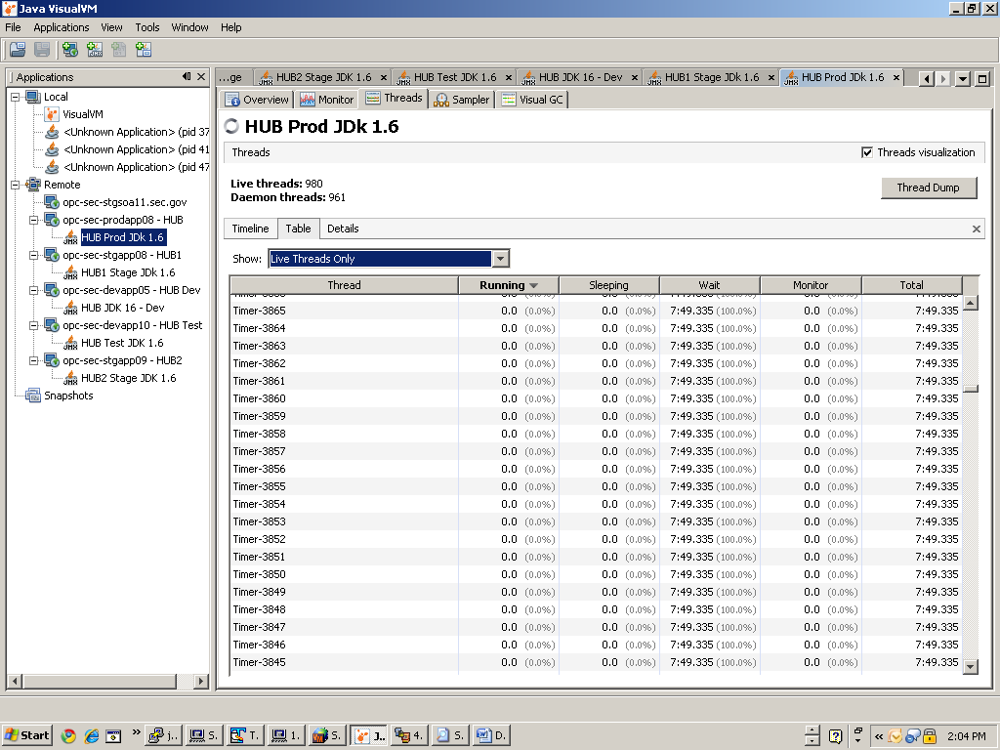 Java VisualVM
File Applications View Tools Window Help
Applications
Local
VisualVM
<Unknown Application> (pid 37
<Unknown Application> (pid 41
<Unknown Application> (pid 47
Remote
opc-sec-stgsoa11.sec.gov
opc-sec-prodapp08 - HUB
HUB Prod JDk 1.6
opc-sec-stgapp08 - HUB1
HUB1 Stage JDk 1.6
opc-sec-devapp05 - HUB Dev
HUB JDK 16 - Dev
opc-sec-devapp10 - HUB Test
HUB Test JDK 1.6
opc-sec-stgapp09 - HUB2
HUB2 Stage JDK 1.6
Snapshots
...ge HUB2 Stage JDK 1.6 HUB Test JDK 1.6 HUB JDK 16 - Dev HUB1 Stage JDk 1.6 HUB Prod JDk 1.6
Overview Monitor Threads Sampler Visual GC
HUB Prod JDk 1.6
Threads Threads visualization
Live threads: 980
Daemon threads: 961
Thread Dump
Timeline Table Details
Show: Live Threads Only
Thread Running Sleeping Wait Monitor Total
Timer-3865 0.0 (0.0%) 0.0 (0.0%) 7:49.335 (100.0%) 0.0 (0.0%) 7:49.335
Timer-3864 0.0 (0.0%) 0.0 (0.0%) 7:49.335 (100.0%) 0.0 (0.0%) 7:49.335
Timer-3863 0.0 (0.0%) 0.0 (0.0%) 7:49.335 (100.0%) 0.0 (0.0%) 7:49.335
Timer-3862 0.0 (0.0%) 0.0 (0.0%) 7:49.335 (100.0%) 0.0 (0.0%) 7:49.335
Timer-3861 0.0 (0.0%) 0.0 (0.0%) 7:49.335 (100.0%) 0.0 (0.0%) 7:49.335
Timer-3860 0.0 (0.0%) 0.0 (0.0%) 7:49.335 (100.0%) 0.0 (0.0%) 7:49.335
Timer-3859 0.0 (0.0%) 0.0 (0.0%) 7:49.335 (100.0%) 0.0 (0.0%) 7:49.335
Timer-3858 0.0 (0.0%) 0.0 (0.0%) 7:49.335 (100.0%) 0.0 (0.0%) 7:49.335
Timer-3857 0.0 (0.0%) 0.0 (0.0%) 7:49.335 (100.0%) 0.0 (0.0%) 7:49.335
Timer-3856 0.0 (0.0%) 0.0 (0.0%) 7:49.335 (100.0%) 0.0 (0.0%) 7:49.335
Timer-3855 0.0 (0.0%) 0.0 (0.0%) 7:49.335 (100.0%) 0.0 (0.0%) 7:49.335
Timer-3854 0.0 (0.0%) 0.0 (0.0%) 7:49.335 (100.0%) 0.0 (0.0%) 7:49.335
Timer-3853 0.0 (0.0%) 0.0 (0.0%) 7:49.335 (100.0%) 0.0 (0.0%) 7:49.335
Timer-3852 0.0 (0.0%) 0.0 (0.0%) 7:49.335 (100.0%) 0.0 (0.0%) 7:49.335
Timer-3851 0.0 (0.0%) 0.0 (0.0%) 7:49.335 (100.0%) 0.0 (0.0%) 7:49.335
Timer-3850 0.0 (0.0%) 0.0 (0.0%) 7:49.335 (100.0%) 0.0 (0.0%) 7:49.335
Timer-3849 0.0 (0.0%) 0.0 (0.0%) 7:49.335 (100.0%) 0.0 (0.0%) 7:49.335
Timer-3848 0.0 (0.0%) 0.0 (0.0%) 7:49.335 (100.0%) 0.0 (0.0%) 7:49.335
Timer-3847 0.0 (0.0%) 0.0 (0.0%) 7:49.335 (100.0%) 0.0 (0.0%) 7:49.335
Timer-3846 0.0 (0.0%) 0.0 (0.0%) 7:49.335 (100.0%) 0.0 (0.0%) 7:49.335
Timer-3845 0.0 (0.0%) 0.0 (0.0%) 7:49.335 (100.0%) 0.0 (0.0%) 7:49.335
Start » j... S. T. 1. S. J... 4. S. D. « 2:04 PM